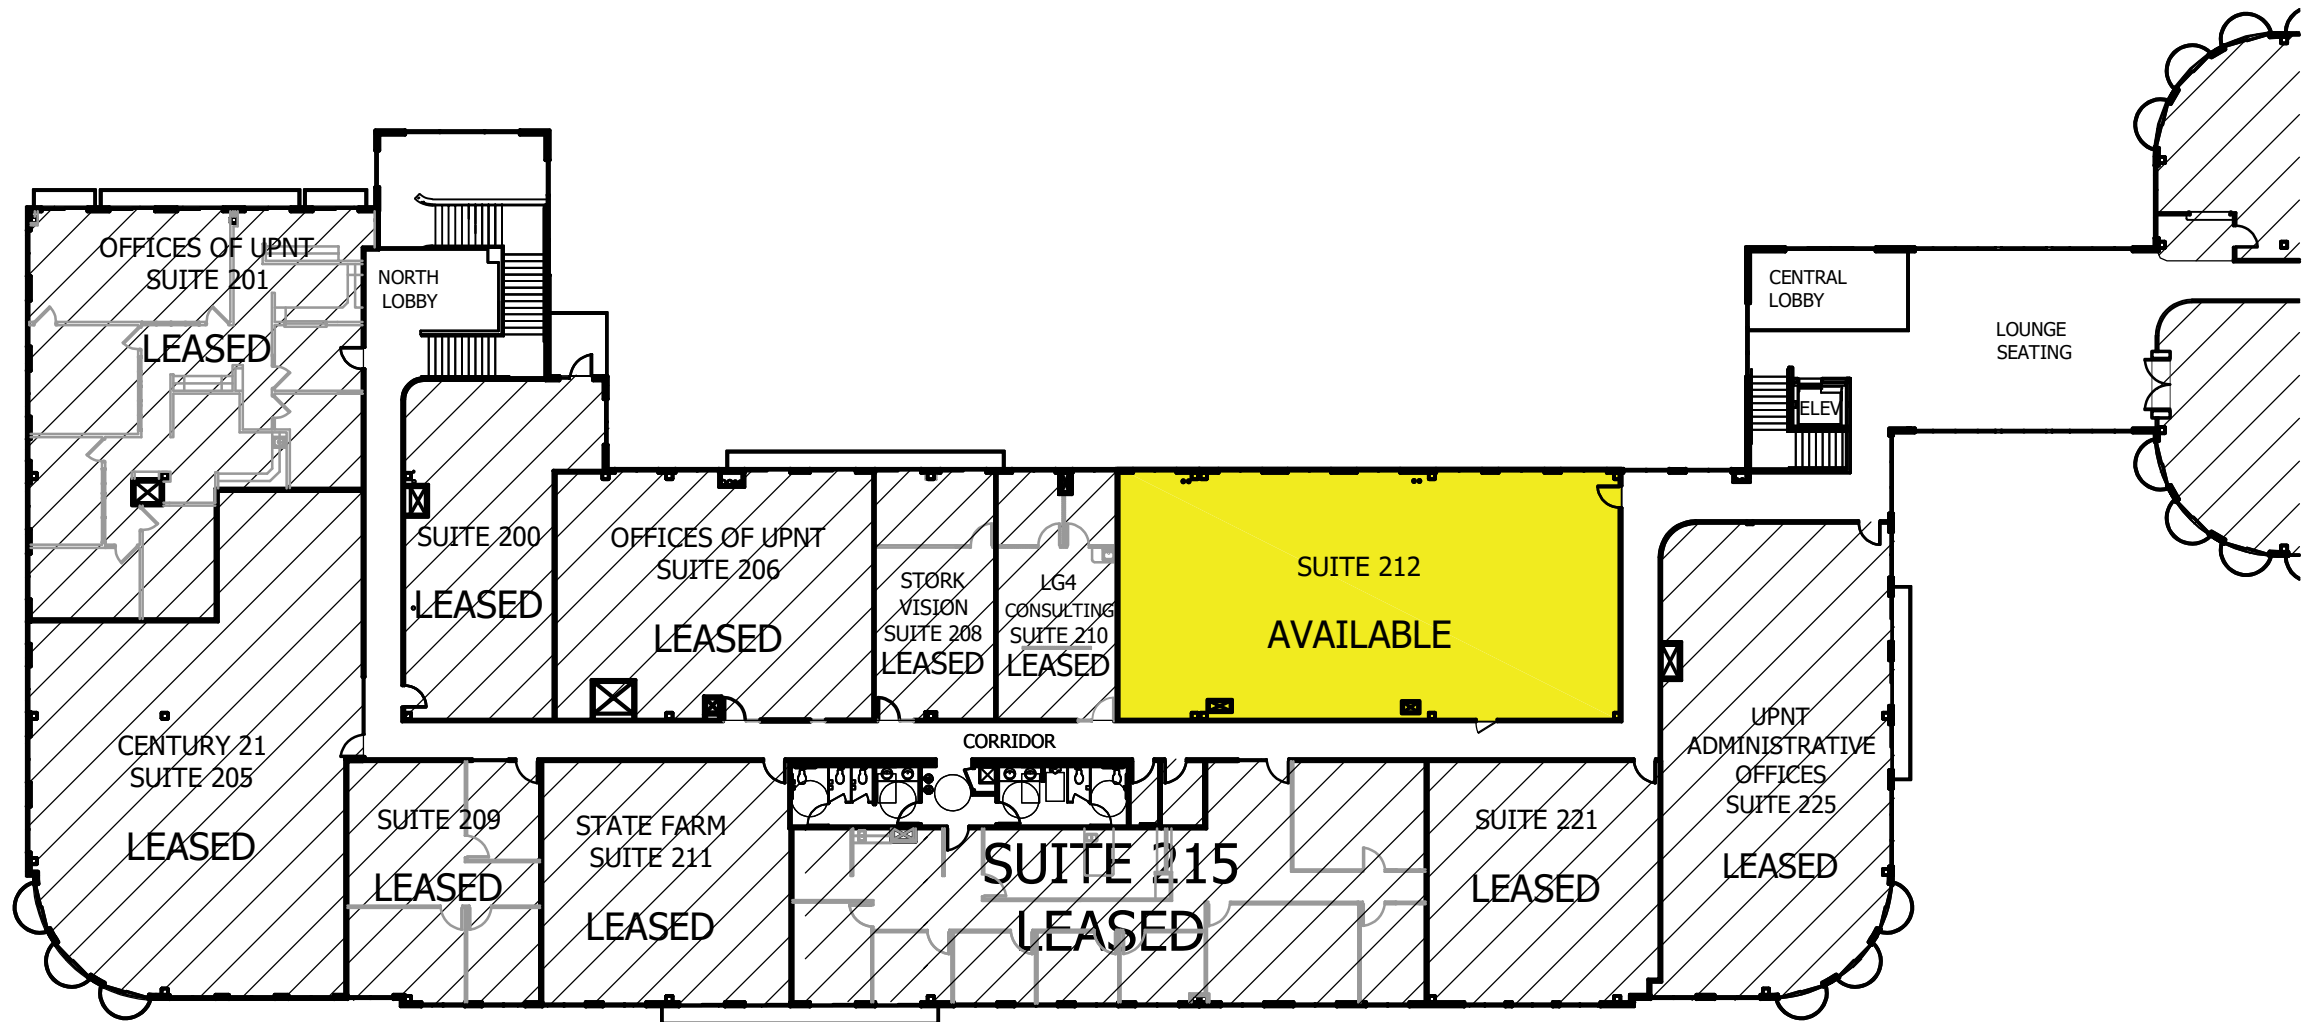 OFFICES OF UPNT
SUITE 201
LEASED
NORTH
LOBBY
CENTRAL
LOBBY
LOUNGE
SEATING
ELEV
SUITE 200
LEASED
OFFICES OF UPNT
SUITE 206
LEASED
STORK
VISION
SUITE 208
LEASED
LG4
CONSULTING
SUITE 210
LEASED
SUITE 212
AVAILABLE
UPNT
ADMINISTRATIVE
OFFICES
SUITE 225
LEASED
CORRIDOR
CENTURY 21
SUITE 205
LEASED
SUITE 209
LEASED
STATE FARM
SUITE 211
LEASED
SUITE 215
LEASED
SUITE 221
LEASED